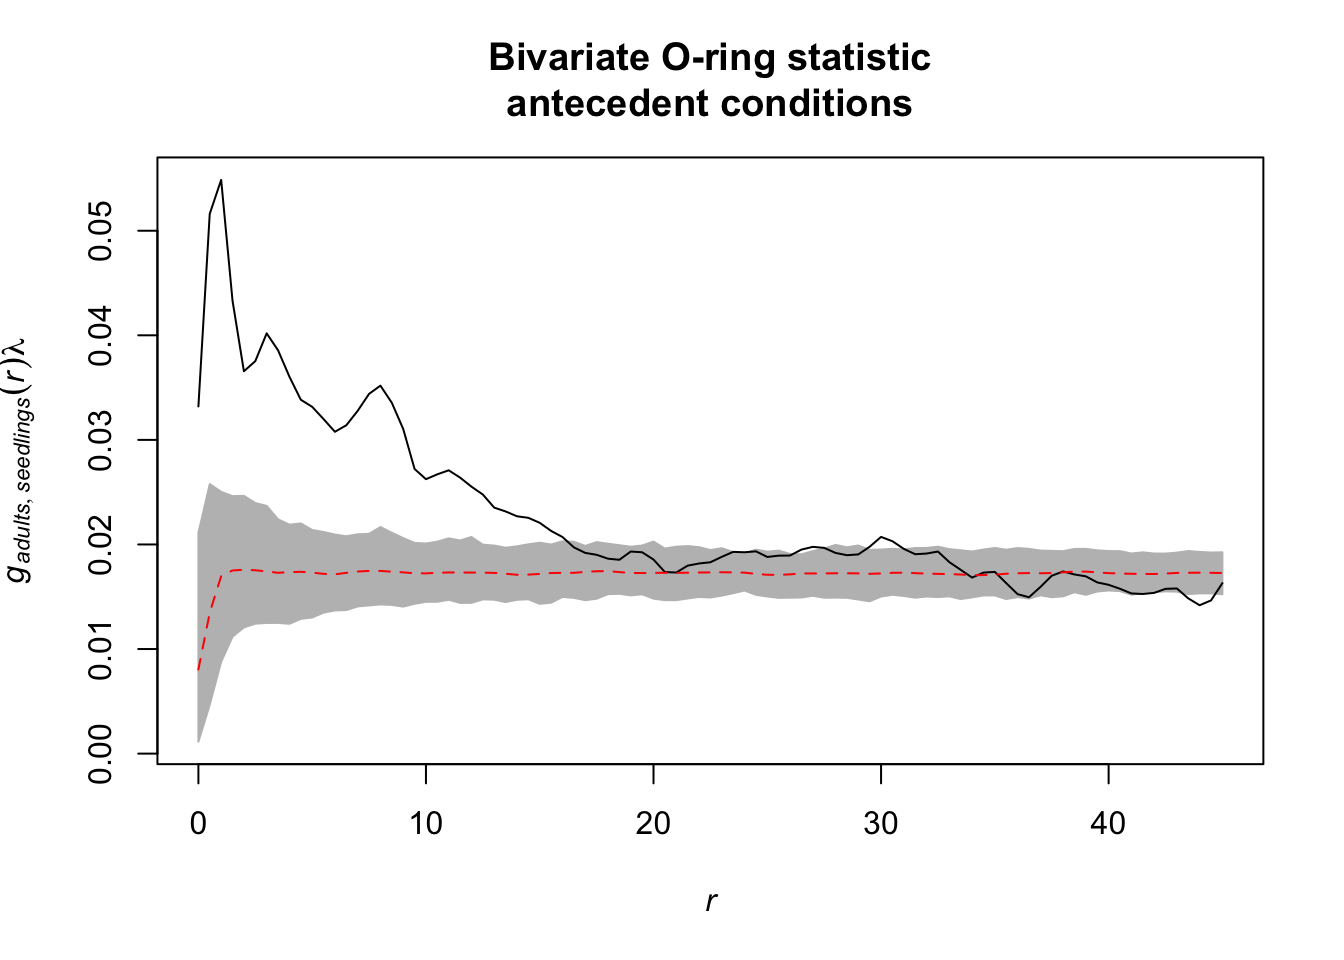 Bivariate O-ring statistic
antecedent conditions
g adults, seedlings (r)λ
0.05
0.04
0.03
0.02
0.01
0.00
0 10 20 30 40
r